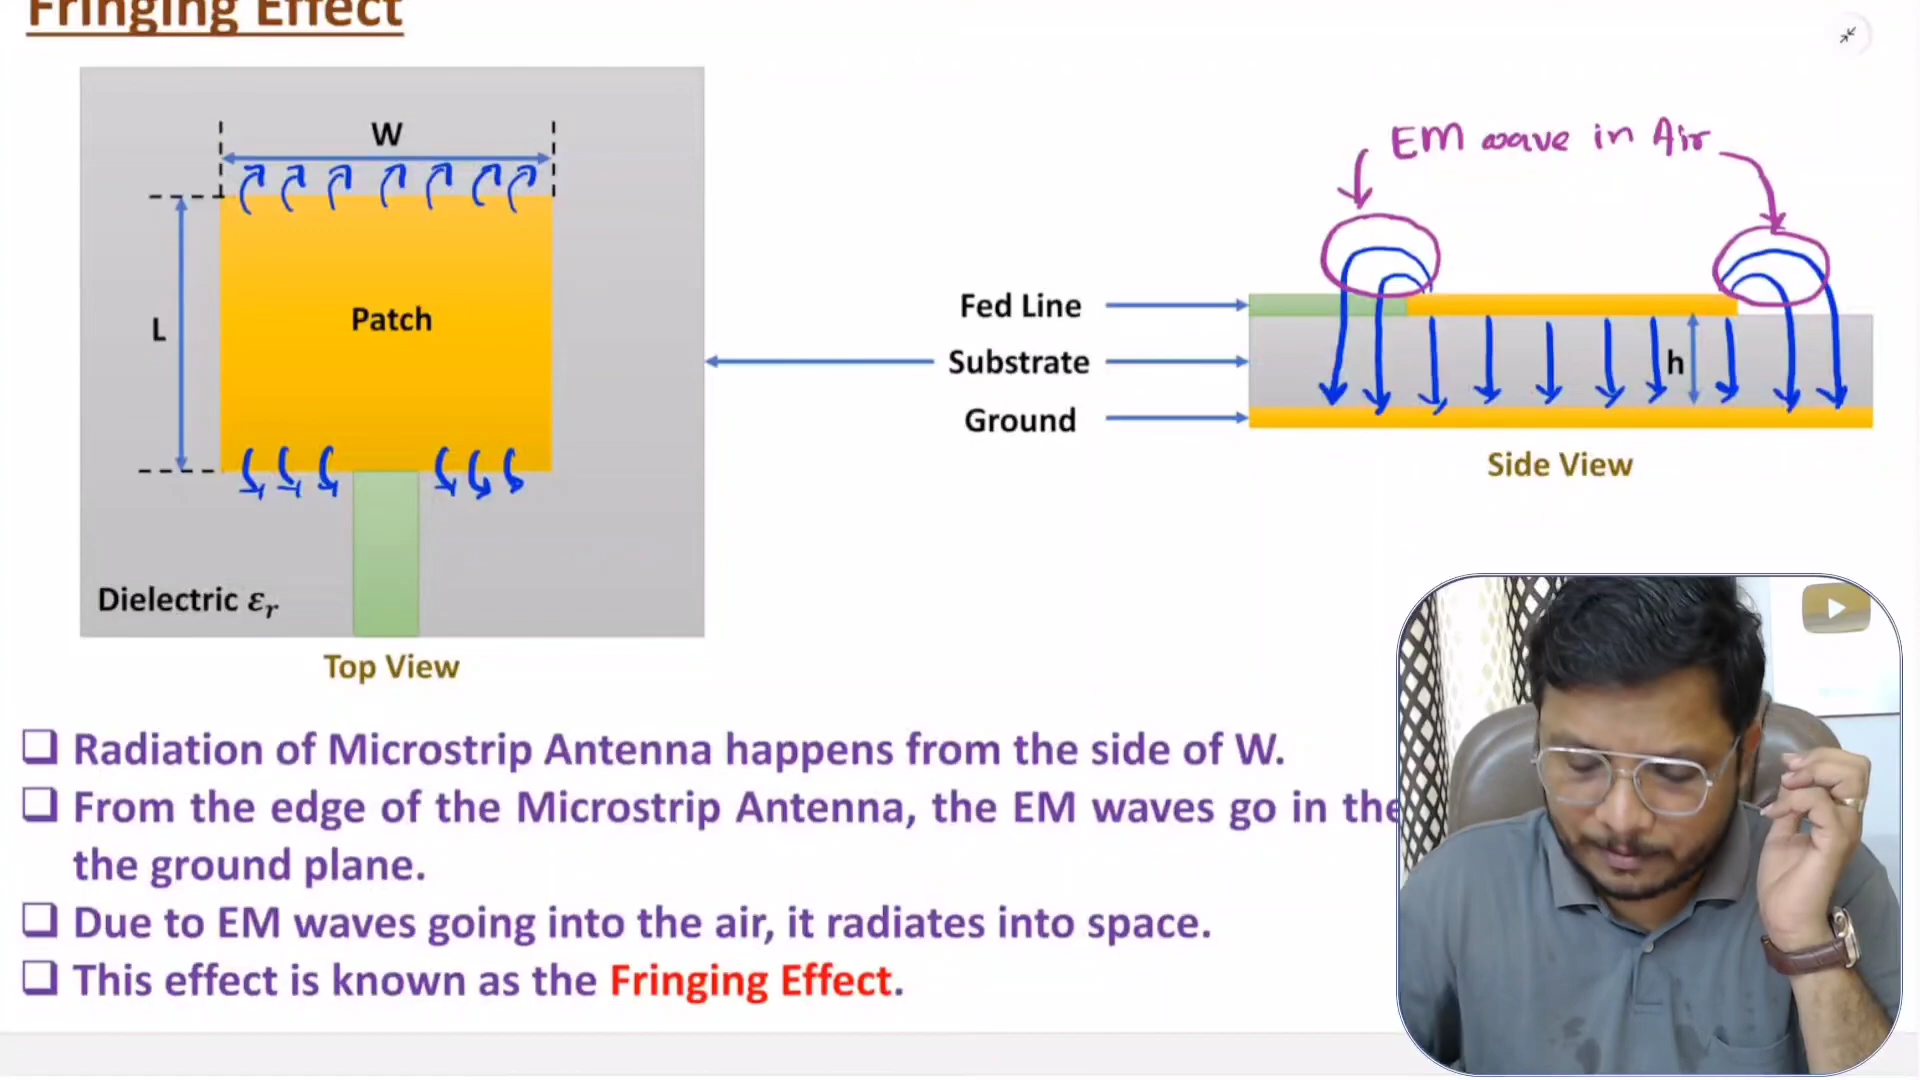 Fringing Effect
W
EM wave in Air
L
Patch
Fed Line
Substrate
h
Ground
Side View
Dielectric εr
Top View
❑ Radiation of Microstrip Antenna happens from the side of W.
❑ From the edge of the Microstrip Antenna, the EM waves go in the
the ground plane.
❑ Due to EM waves going into the air, it radiates into space.
❑ This effect is known as the Fringing Effect.